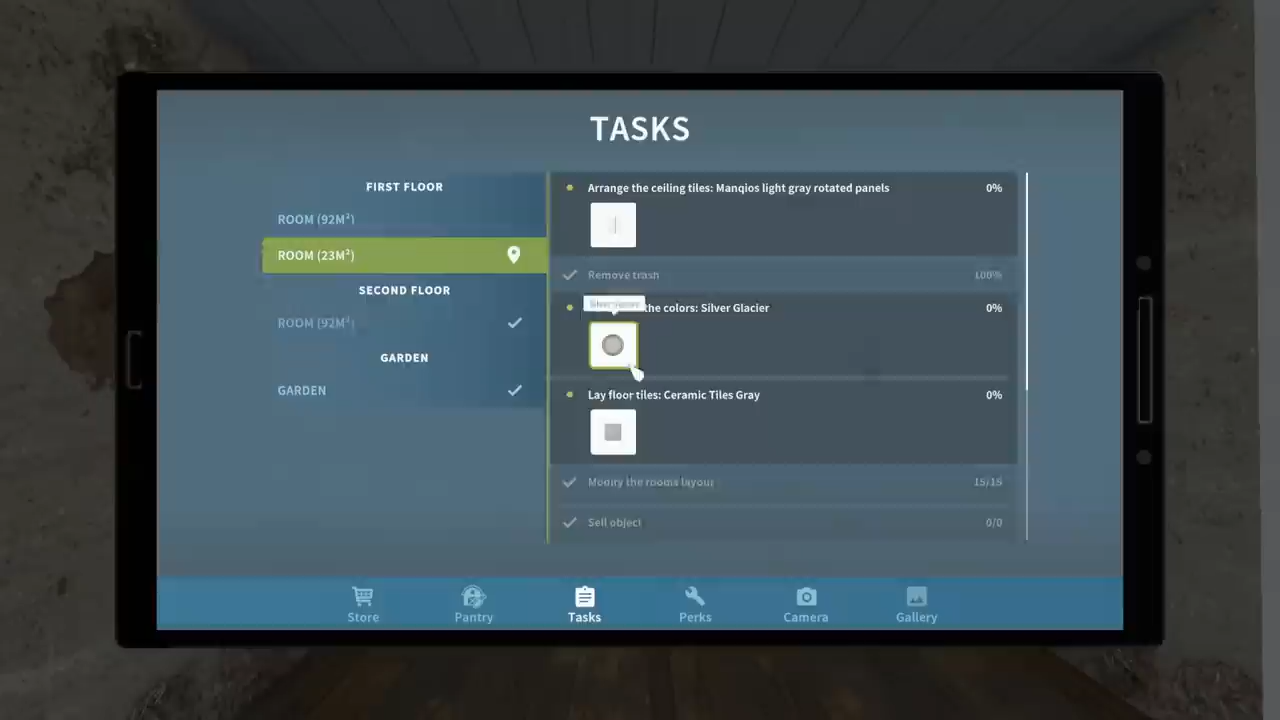 TASKS
FIRST FLOOR
ROOM (92M²)
ROOM (23M²)
SECOND FLOOR
ROOM (92M²)
GARDEN
GARDEN
Arrange the ceiling tiles: Manqios light gray rotated panels 0%
Remove trash 100%
the colors: Silver Glacier 0%
Lay floor tiles: Ceramic Tiles Gray 0%
Modify the rooms layout 15/15
Sell object 0/0
Store
Pantry
Tasks
Perks
Camera
Gallery